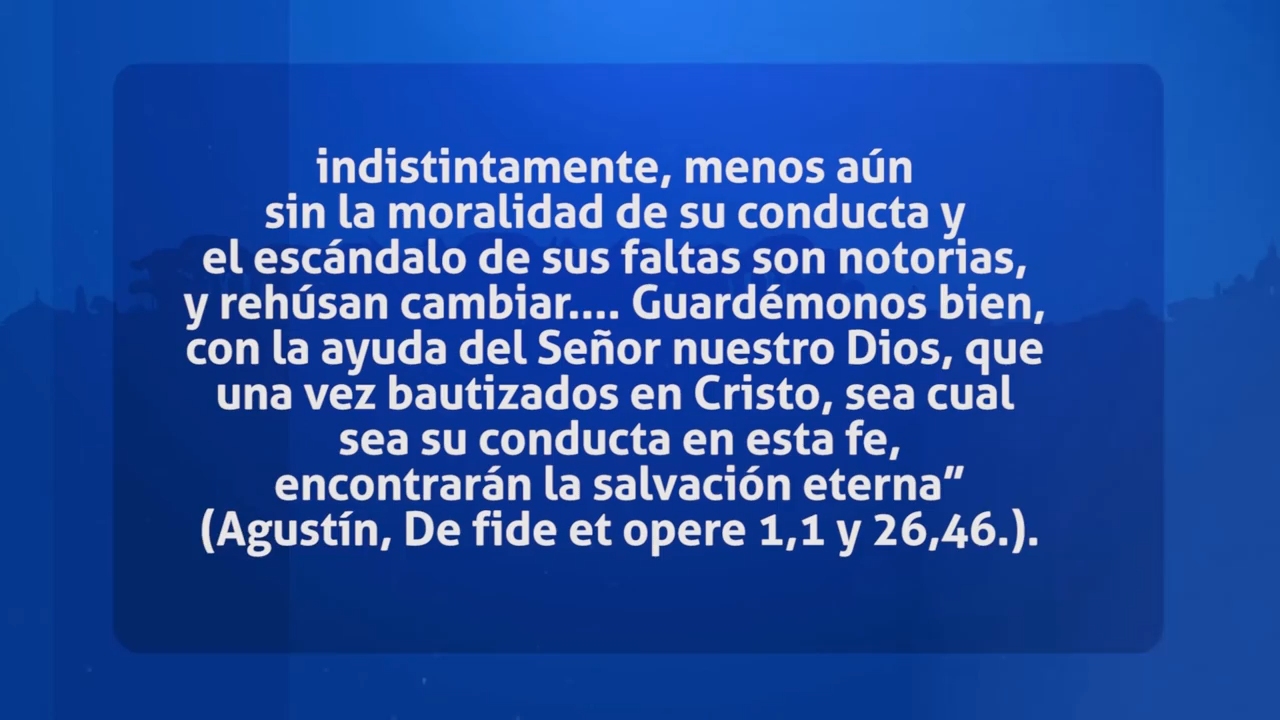 indistintamente, menos aún
sin la moralidad de su conducta y
el escándalo de sus faltas son notorias,
y rehúsan cambiar.... Guardémonos bien,
con la ayuda del Señor nuestro Dios, que
una vez bautizados en Cristo, sea cual
sea su conducta en esta fe,
encontrarán la salvación eterna”
(Agustín, De fide et opere 1,1 y 26,46.).